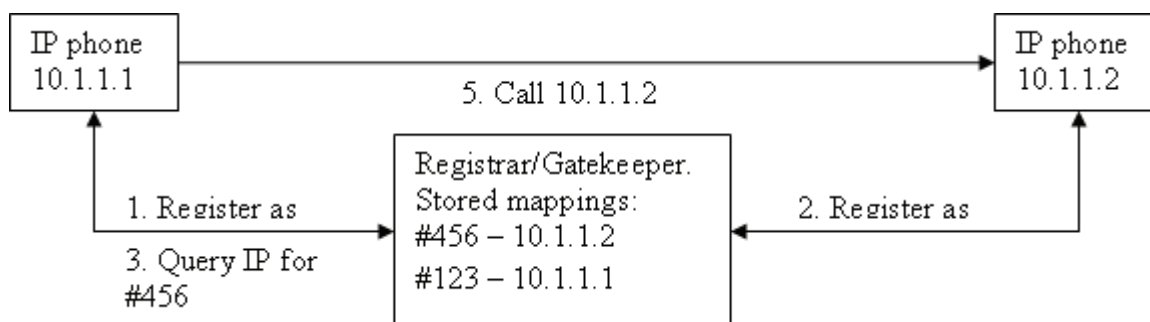 IP phone
10.1.1.1
IP phone
10.1.1.2
5. Call 10.1.1.2
Registrar/Gatekeeper.
Stored mappings:
#456 – 10.1.1.2
#123 – 10.1.1.1
1. Register as
3. Query IP for
#456
2. Register as